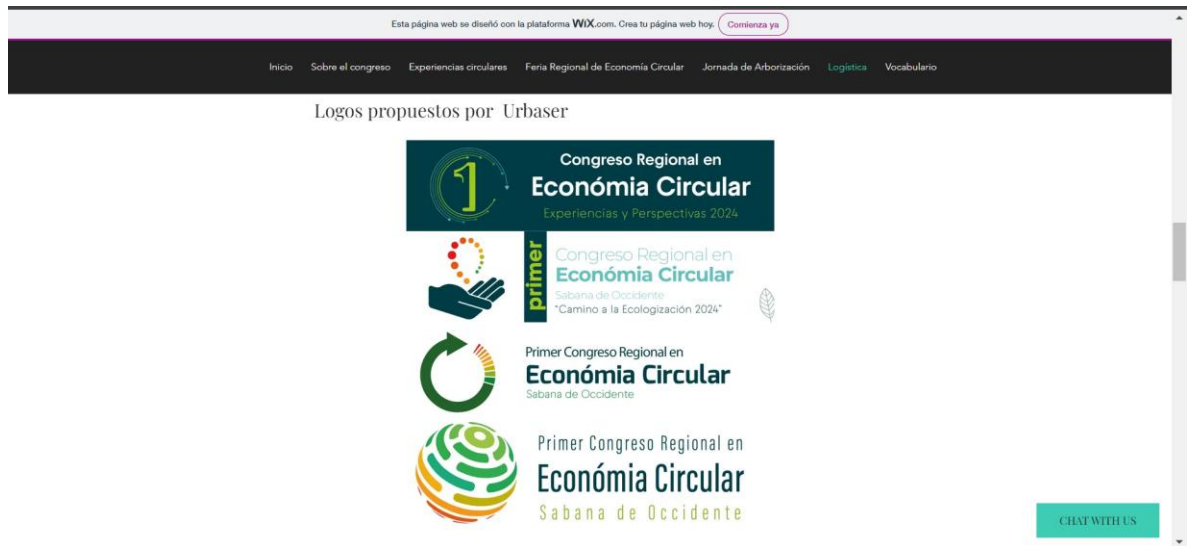 Esta página web se diseñó con la plataforma WiX.com. Crea tu página web hoy. Comienza ya
Inicio Sobre el congreso Experiencias circulares Feria Regional de Economía Circular Jornada de Arborización Logística Vocabulario
Logos propuestos por Urbaser
1
Congreso Regional en
Económia Circular
Experiencias y Perspectivas 2024
primer
Congreso Regional en
Económia Circular
Sabana de Occidente
"Camino a la Ecologización 2024"
Primer Congreso Regional en
Económia Circular
Sabana de Occidente
Primer Congreso Regional en
Económia Circular
Sabana de Occidente
CHAT WITH US